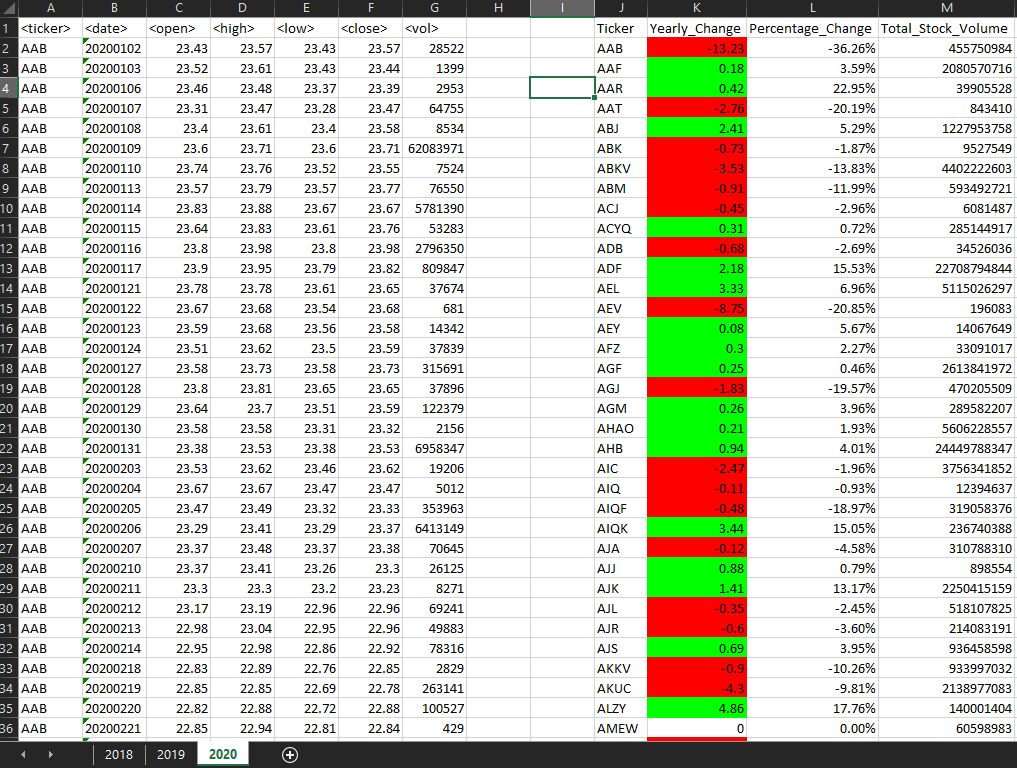 A B C D E F G H I J K L M
1 <ticker> <date> <open> <high> <low> <close> <vol> Ticker Yearly_Change Percentage_Change Total_Stock_Volume
2 AAB 20200102 23.43 23.57 23.43 23.57 28522 AAB -13.23 -36.26% 455750984
3 AAB 20200103 23.52 23.61 23.43 23.44 1399 AAF 0.18 3.59% 2080570716
4 AAB 20200106 23.46 23.48 23.37 23.39 2953 AAR 0.42 22.95% 39905528
5 AAB 20200107 23.31 23.47 23.28 23.47 64755 AAT -2.76 -20.19% 843410
6 AAB 20200108 23.4 23.61 23.4 23.58 8534 ABJ 2.41 5.29% 1227953758
7 AAB 20200109 23.6 23.71 23.6 23.71 62083971 ABK -0.73 -1.87% 9527549
8 AAB 20200110 23.74 23.76 23.52 23.55 7524 ABKV -3.53 -13.83% 4402222603
9 AAB 20200113 23.57 23.79 23.57 23.77 76550 ABM -0.91 -11.99% 593492721
10 AAB 20200114 23.83 23.88 23.67 23.67 5781390 ACJ -0.45 -2.96% 6081487
11 AAB 20200115 23.64 23.83 23.61 23.76 53283 ACYQ 0.31 0.72% 285144917
12 AAB 20200116 23.8 23.98 23.8 23.98 2796350 ADB -0.68 -2.69% 34526036
13 AAB 20200117 23.9 23.95 23.79 23.82 809847 ADF 2.18 15.53% 22708794844
14 AAB 20200121 23.78 23.78 23.61 23.65 37674 AEL 3.33 6.96% 5115026297
15 AAB 20200122 23.67 23.68 23.54 23.68 681 AEV -8.75 -20.85% 196083
16 AAB 20200123 23.59 23.68 23.56 23.58 14342 AEY 0.08 5.67% 14067649
17 AAB 20200124 23.51 23.62 23.5 23.59 37839 AFZ 0.3 2.27% 33091017
18 AAB 20200127 23.58 23.73 23.58 23.73 315691 AGF 0.25 0.46% 2613841972
19 AAB 20200128 23.8 23.81 23.65 23.65 37896 AGJ -1.83 -19.57% 470205509
20 AAB 20200129 23.64 23.7 23.51 23.59 122379 AGM 0.26 3.96% 289582207
21 AAB 20200130 23.58 23.58 23.31 23.32 2156 AHAO 0.21 1.93% 5606228557
22 AAB 20200131 23.38 23.53 23.38 23.53 6958347 AHB 0.94 4.01% 24449788347
23 AAB 20200203 23.53 23.62 23.46 23.62 19206 AIC -2.47 -1.96% 3756341852
24 AAB 20200204 23.67 23.67 23.47 23.47 5012 AIQ -0.11 -0.93% 12394637
25 AAB 20200205 23.47 23.49 23.32 23.33 353963 AIQF -0.48 -18.97% 319058376
26 AAB 20200206 23.29 23.41 23.29 23.37 6413149 AIQK 3.44 15.05% 236740388
27 AAB 20200207 23.37 23.48 23.37 23.38 70645 AJA -0.12 -4.58% 310788310
28 AAB 20200210 23.37 23.41 23.26 23.3 26125 AJJ 0.88 0.79% 898554
29 AAB 20200211 23.3 23.3 23.2 23.23 8271 AJK 1.41 13.17% 2250415159
30 AAB 20200212 23.17 23.19 22.96 22.96 69241 AJL -0.35 -2.45% 518107825
31 AAB 20200213 22.98 23.04 22.95 22.96 49883 AJR -0.6 -3.60% 214083191
32 AAB 20200214 22.95 22.98 22.86 22.92 78316 AJS 0.69 3.95% 936458598
33 AAB 20200218 22.83 22.89 22.76 22.85 2829 AKKV -0.9 -10.26% 933997032
34 AAB 20200219 22.85 22.85 22.69 22.78 263141 AKUC -4.3 -9.81% 2138977083
35 AAB 20200220 22.82 22.88 22.72 22.88 100527 ALZY 4.86 17.76% 140001404
36 AAB 20200221 22.85 22.94 22.81 22.84 429 AMEW 0 0.00% 60598983
2018 2019 2020